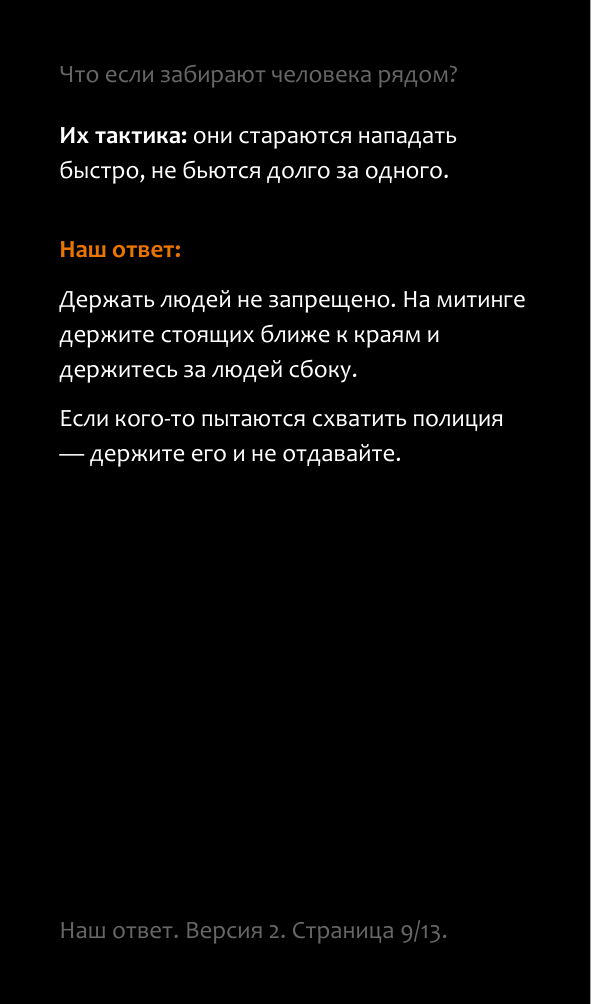 Что если забирают человека рядом?
Их тактика: они стараются нападать
быстро, не бьются долго за одного.
Наш ответ:
Держать людей не запрещено. На митинге
держите стоящих ближе к краям и
держитесь за людей сбоку.
Если кого-то пытаются схватить полиция
— держите его и не отдавайте.
Наш ответ. Версия 2. Страница 9/13.